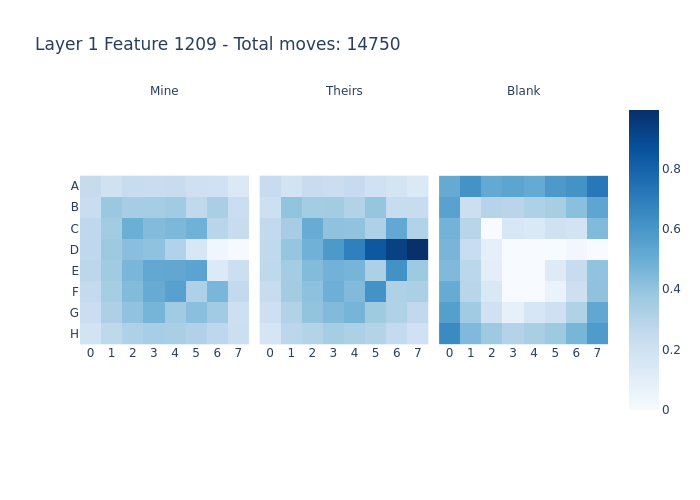 Layer 1 Feature 1209 - Total moves: 14750
Mine Theirs Blank
A
B
C
D
E
F
G
H
0 1 2 3 4 5 6 7 0 1 2 3 4 5 6 7 0 1 2 3 4 5 6 7
0.8
0.6
0.4
0.2
0